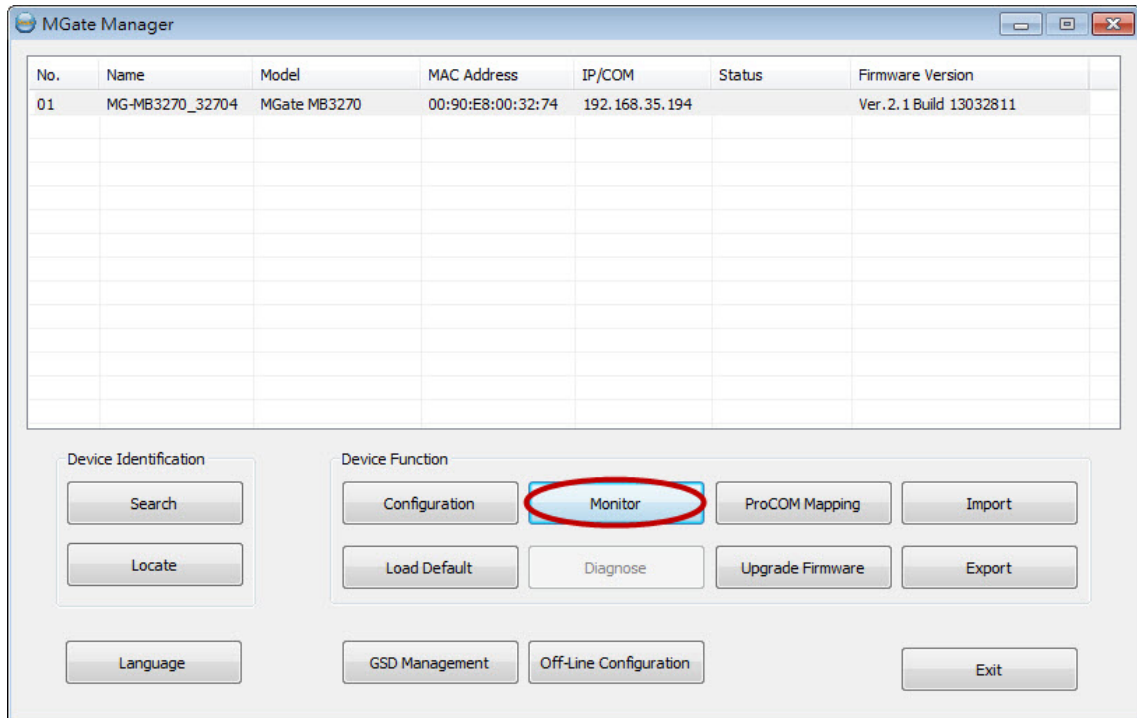 MGate Manager
No. Name Model MAC Address IP/COM Status Firmware Version
01 MG-MB3270_32704 MGate MB3270 00:90:E8:00:32:74 192.168.35.194 Ver.2.1 Build 13032811
Device Identification
Search
Locate
Device Function
Configuration Monitor ProCOM Mapping Import
Load Default Diagnose Upgrade Firmware Export
Language GSD Management Off-Line Configuration Exit